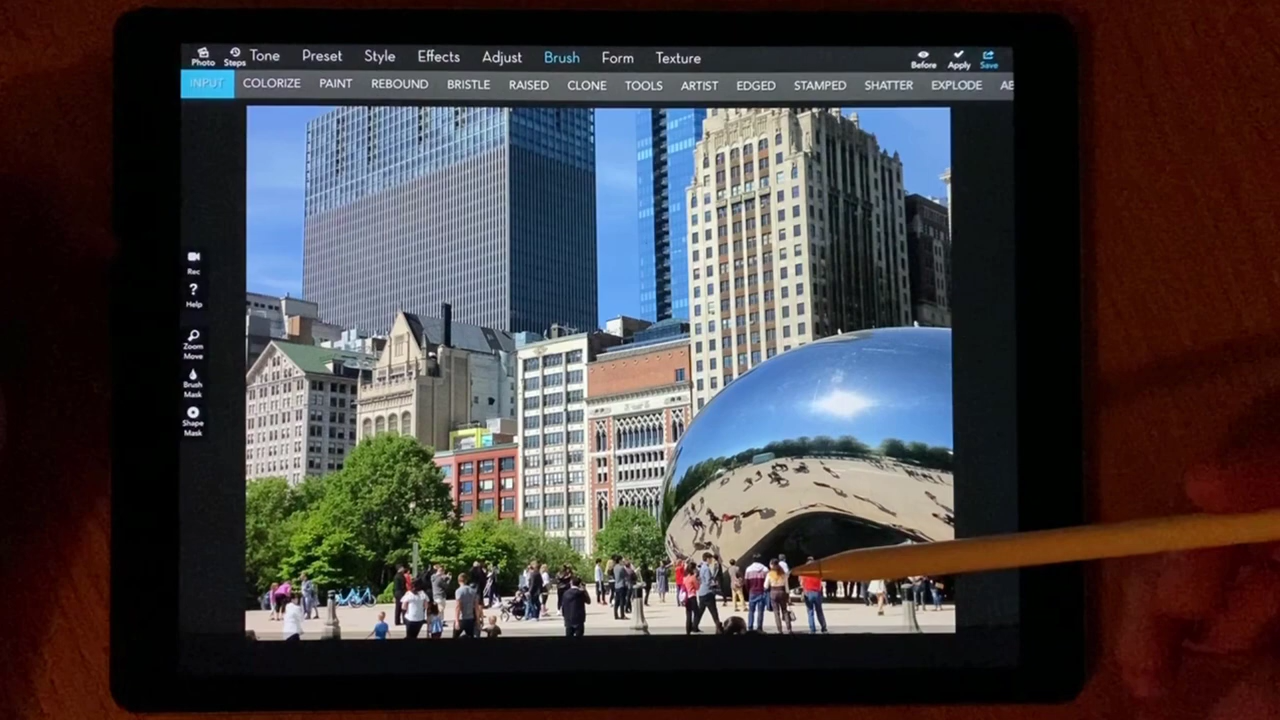 Photo Steps Tone Preset Style Effects Adjust Brush Form Texture Before Apply Save
INPUT COLORIZE PAINT REBOUND BRISTLE RAISED CLONE TOOLS ARTIST EDGED STAMPED SHATTER EXPLODE AB
Rec
?
Help
Zoom
Move
Brush
Mask
Shape
Mask